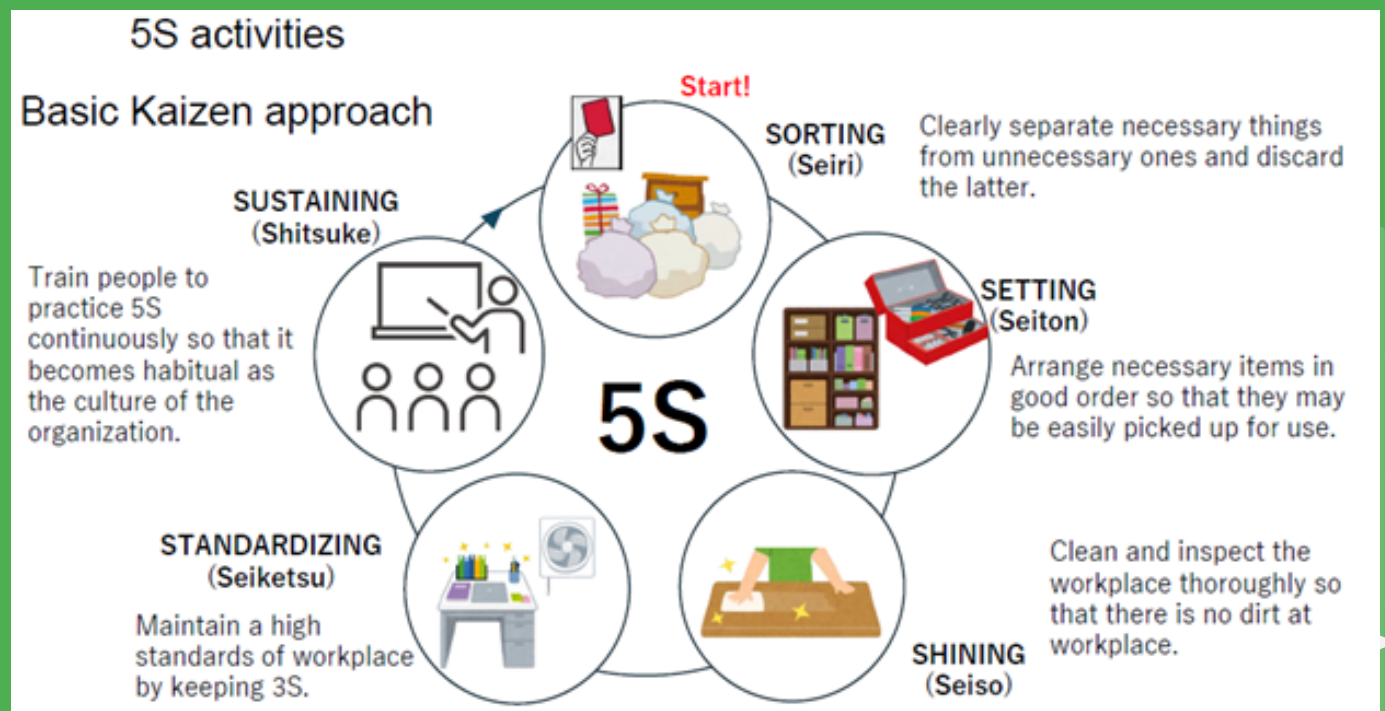 5S activities
Basic Kaizen approach
Start!
SORTING
(Seiri)
Clearly separate necessary things
from unnecessary ones and discard
the latter.
SETTING
(Seiton)
Arrange necessary items in
good order so that they may
be easily picked up for use.
SHINING
(Seiso)
Clean and inspect the
workplace thoroughly so
that there is no dirt at
workplace.
STANDARDIZING
(Seiketsu)
Maintain a high
standards of workplace
by keeping 3S.
SUSTAINING
(Shitsuke)
Train people to
practice 5S
continuously so that it
becomes habitual as
the culture of the
organization.
5S